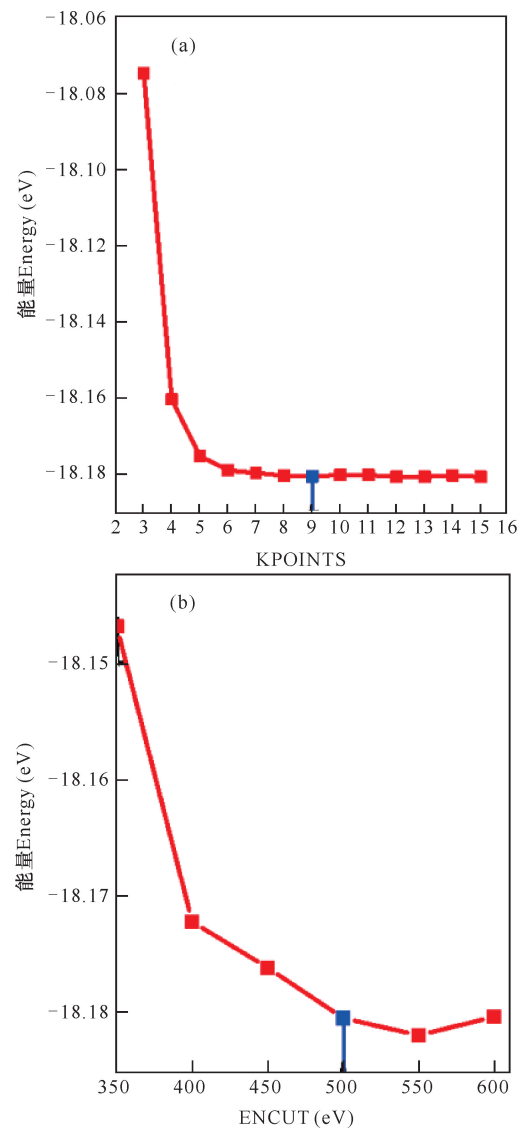 (a)
能量Energy (eV)
−18.06
−18.08
−18.10
−18.12
−18.14
−18.16
−18.18
2 3 4 5 6 7 8 9 10 11 12 13 14 15 16
KPOINTS
(b)
能量Energy (eV)
−18.15
−18.16
−18.17
−18.18
350 400 450 500 550 600
ENCUT (eV)